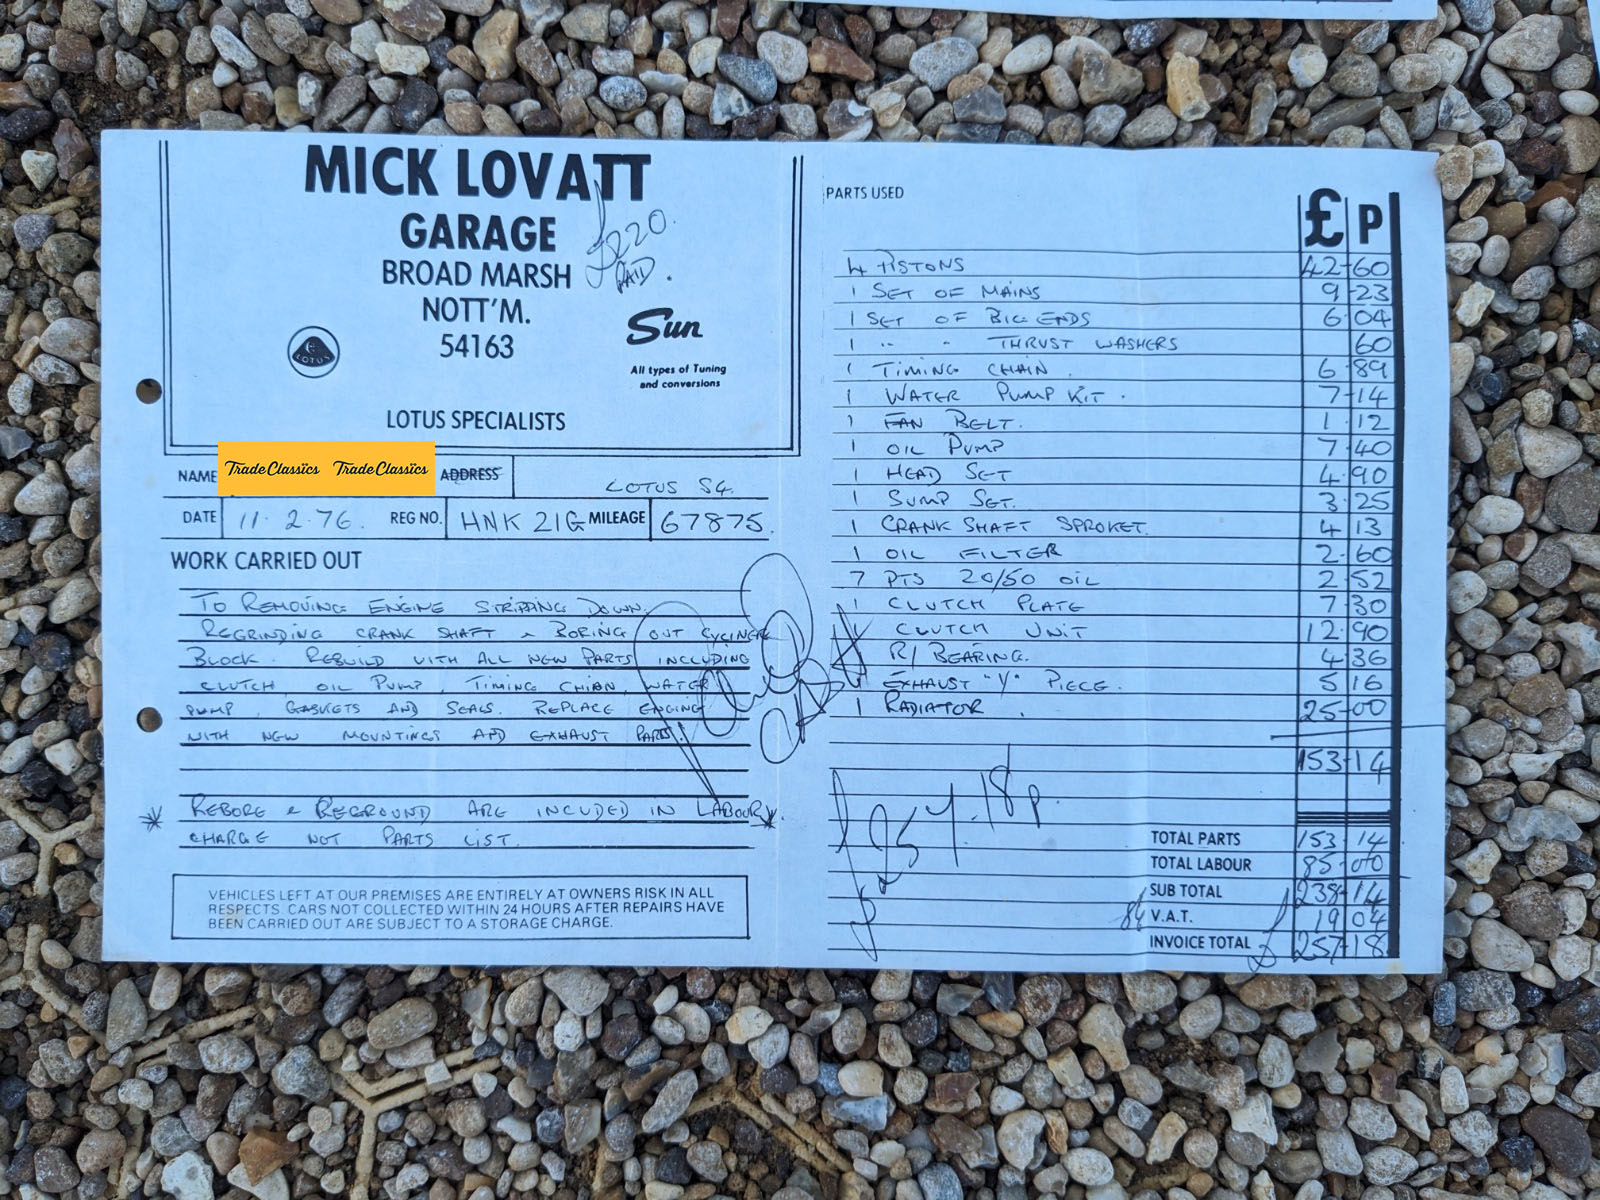 MICK LOVATT
GARAGE
BROAD MARSH
NOTT'M.
54163
£220.
PAID.
LOTUS
Sun
All types of Tuning
and conversions
LOTUS SPECIALISTS
NAME TradeClassics TradeClassics ADDRESS LOTUS S4.
DATE 11.2.76. REG NO. HNK 21G MILEAGE 67875.
WORK CARRIED OUT
TO REMOVING ENGINE STRIPPING DOWN.
REGRINDING CRANK SHAFT & BORING OUT CYLINDER
BLOCK. REBUILD WITH ALL NEW PARTS INCLUDING
CLUTCH, OIL PUMP, TIMING CHIAN, WATER
PUMP, GASKETS AND SEALS. REPLACE ENGINE
WITH NEW MOUNTINGS AND EXHAUST PARTS.
* REBORE & REGROUND ARE INCUDED IN LABOUR *
CHARGE NOT PARTS LIST.
VEHICLES LEFT AT OUR PREMISES ARE ENTIRELY AT OWNERS RISK IN ALL
RESPECTS. CARS NOT COLLECTED WITHIN 24 HOURS AFTER REPAIRS HAVE
BEEN CARRIED OUT ARE SUBJECT TO A STORAGE CHARGE.
PARTS USED £ P
4 PISTONS 42-60
1 SET OF MAINS 9-23
1 SET OF BIG ENDS 6-04
1 " " THRUST WASHERS 60
1 TIMING CHAIN. 6-89
1 WATER PUMP KIT. 7-14
1 FAN BELT. 1-12
1 OIL PUMP 7-40
1 HEAD SET 4-90
1 SUMP SET. 3-25
1 CRANK SHAFT SPROKET. 4-13
1 OIL FILTER 2-60
7 PTS 20/50 OIL 2-52
1 CLUTCH PLATE 7-30
1 CLUTCH UNIT 12-90
1 R/BEARING. 4-36
1 EXHAUST "Y" PIECE. 5 16
1 RADIATOR. 25-00
153-14
£257.18p
TOTAL PARTS 153-14
TOTAL LABOUR 85-00
SUB TOTAL 238-14
V.A.T. 19 04
INVOICE TOTAL £257-18